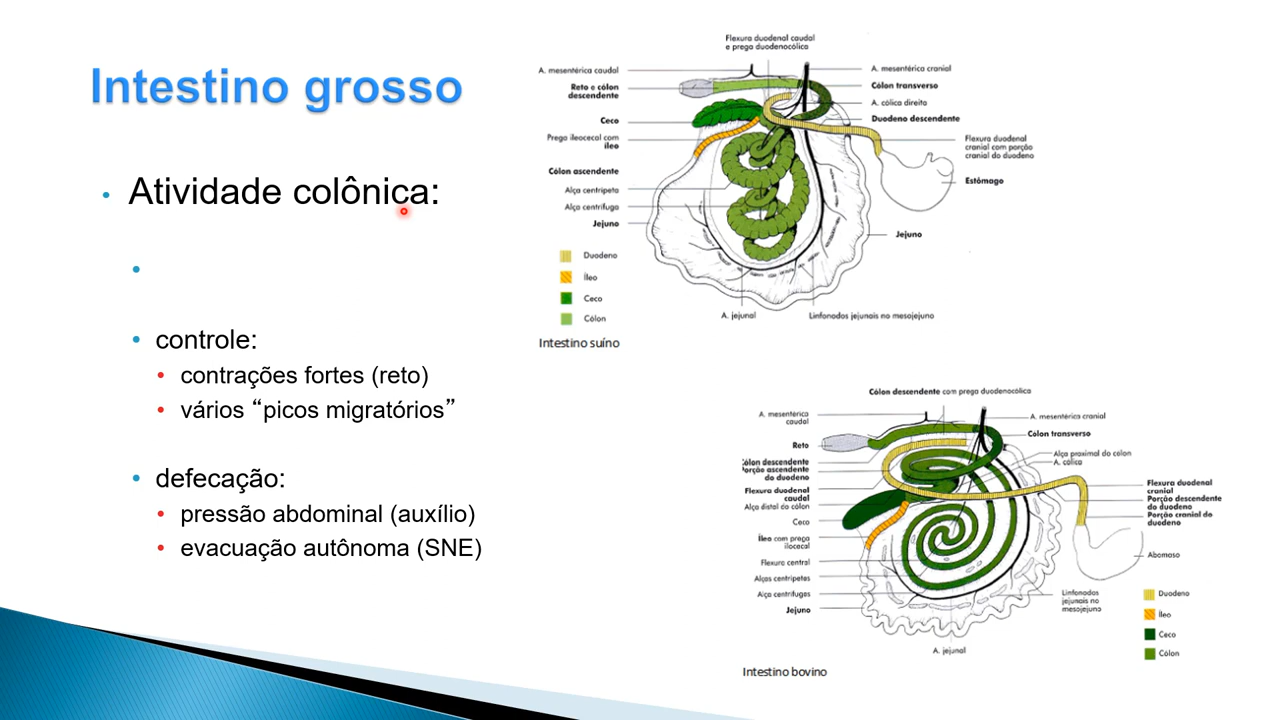 Intestino grosso
• Atividade colônica:
•
• controle:
• contrações fortes (reto)
• vários “picos migratórios”
• defecação:
• pressão abdominal (auxílio)
• evacuação autônoma (SNE)
Flexura duodenal caudal
e prega duodenocólica
A. mesentérica caudal
Reto e cólon
descendente
Ceco
Prega ileocecal com
íleo
Cólon ascendente
Alça centrípeta
Alça centrífuga
Jejuno
A. mesentérica cranial
Cólon transverso
A. cólica direita
Duodeno descendente
Flexura duodenal
cranial com porção
cranial do duodeno
Estômago
Jejuno
Duodeno
Íleo
Ceco
Cólon
A. jejunal
Linfonodos jejunais no mesojejuno
Intestino suíno
Cólon descendente com prega duodenocólica
A. mesentérica
caudal
Reto
ólon descendente
orção ascendente
do duodeno
Flexura duodenal
caudal
Alça distal do cólon
Ceco
Íleo com prega
ilocecal
Flexura central
Alças centrípetas
Alça centrífugas
Jejuno
A. mesentérica cranial
Cólon transverso
Alça proximal do colon
A. cólica
Flexura duodenal
cranial
Porção descendente
do duodeno
Porção cranial do
duodeno
Abomaso
Linfonodos
jejunais no
mesojejuno
Duodeno
Íleo
Ceco
Cólon
A. jejunal
Intestino bovino